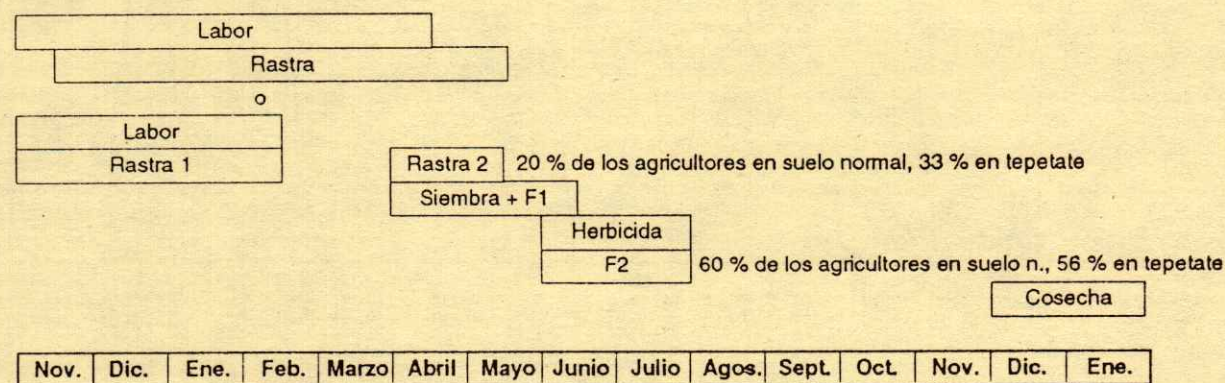 Labor
Rastra
o
Labor
Rastra 1
Rastra 2 20 % de los agricultores en suelo normal, 33 % en tepetate
Siembra + F1
Herbicida
F2 60 % de los agricultores en suelo n., 56 % en tepetate
Cosecha
Nov. Dic. Ene. Feb. Marzo Abril Mayo Junio Julio Agos. Sept. Oct. Nov. Dic. Ene.